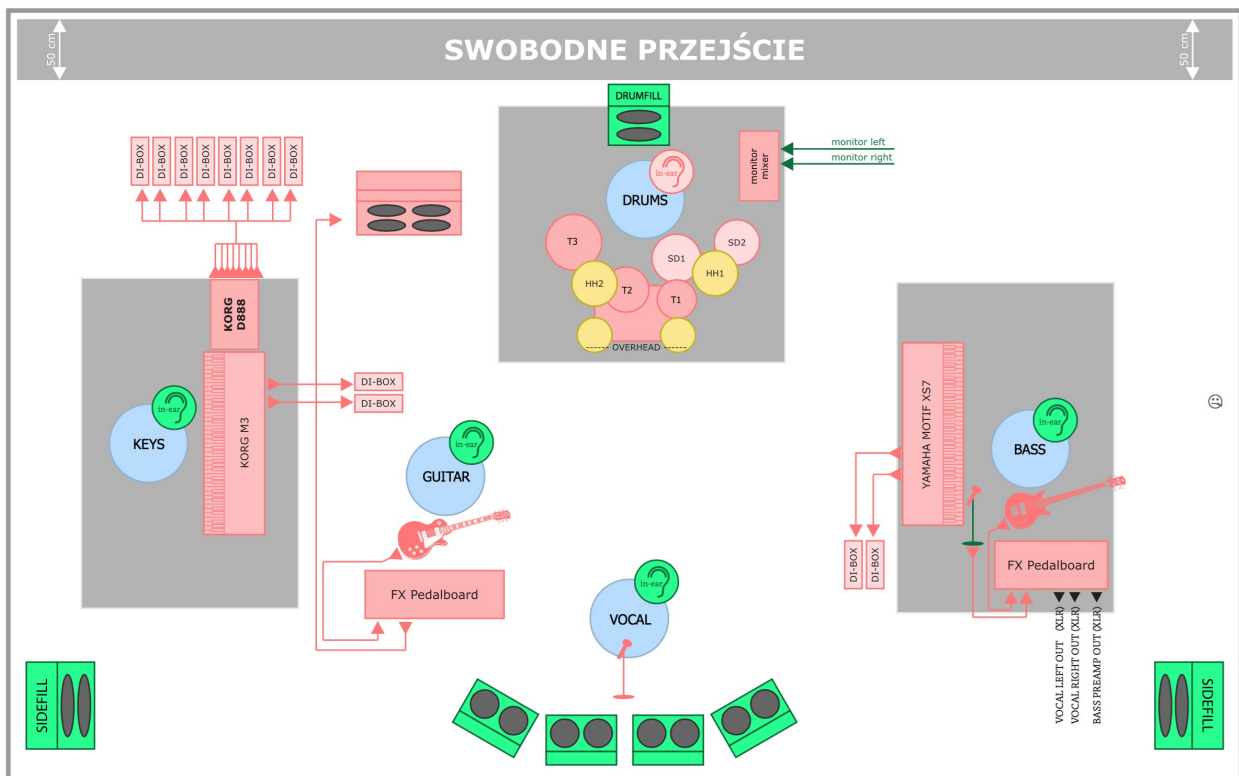 50 cm
SWOBODNE PRZEJŚCIE
50 cm
DRUMFILL
DI-BOX
DI-BOX
DI-BOX
DI-BOX
DI-BOX
DI-BOX
DI-BOX
DI-BOX
in-ear
DRUMS
monitor
mixer
monitor left
monitor right
T3
SD1
SD2
HH1
HH2
T2
T1
------ OVERHEAD ------
KORG
D888
KORG M3
DI-BOX
DI-BOX
in-ear
KEYS
in-ear
GUITAR
FX Pedalboard
in-ear
VOCAL
YAMAHA MOTIF XS7
in-ear
BASS
DI-BOX
DI-BOX
FX Pedalboard
VOCAL LEFT OUT (XLR)
VOCAL RIGHT OUT (XLR)
BASS PREAMP OUT (XLR)
SIDEFILL
SIDEFILL